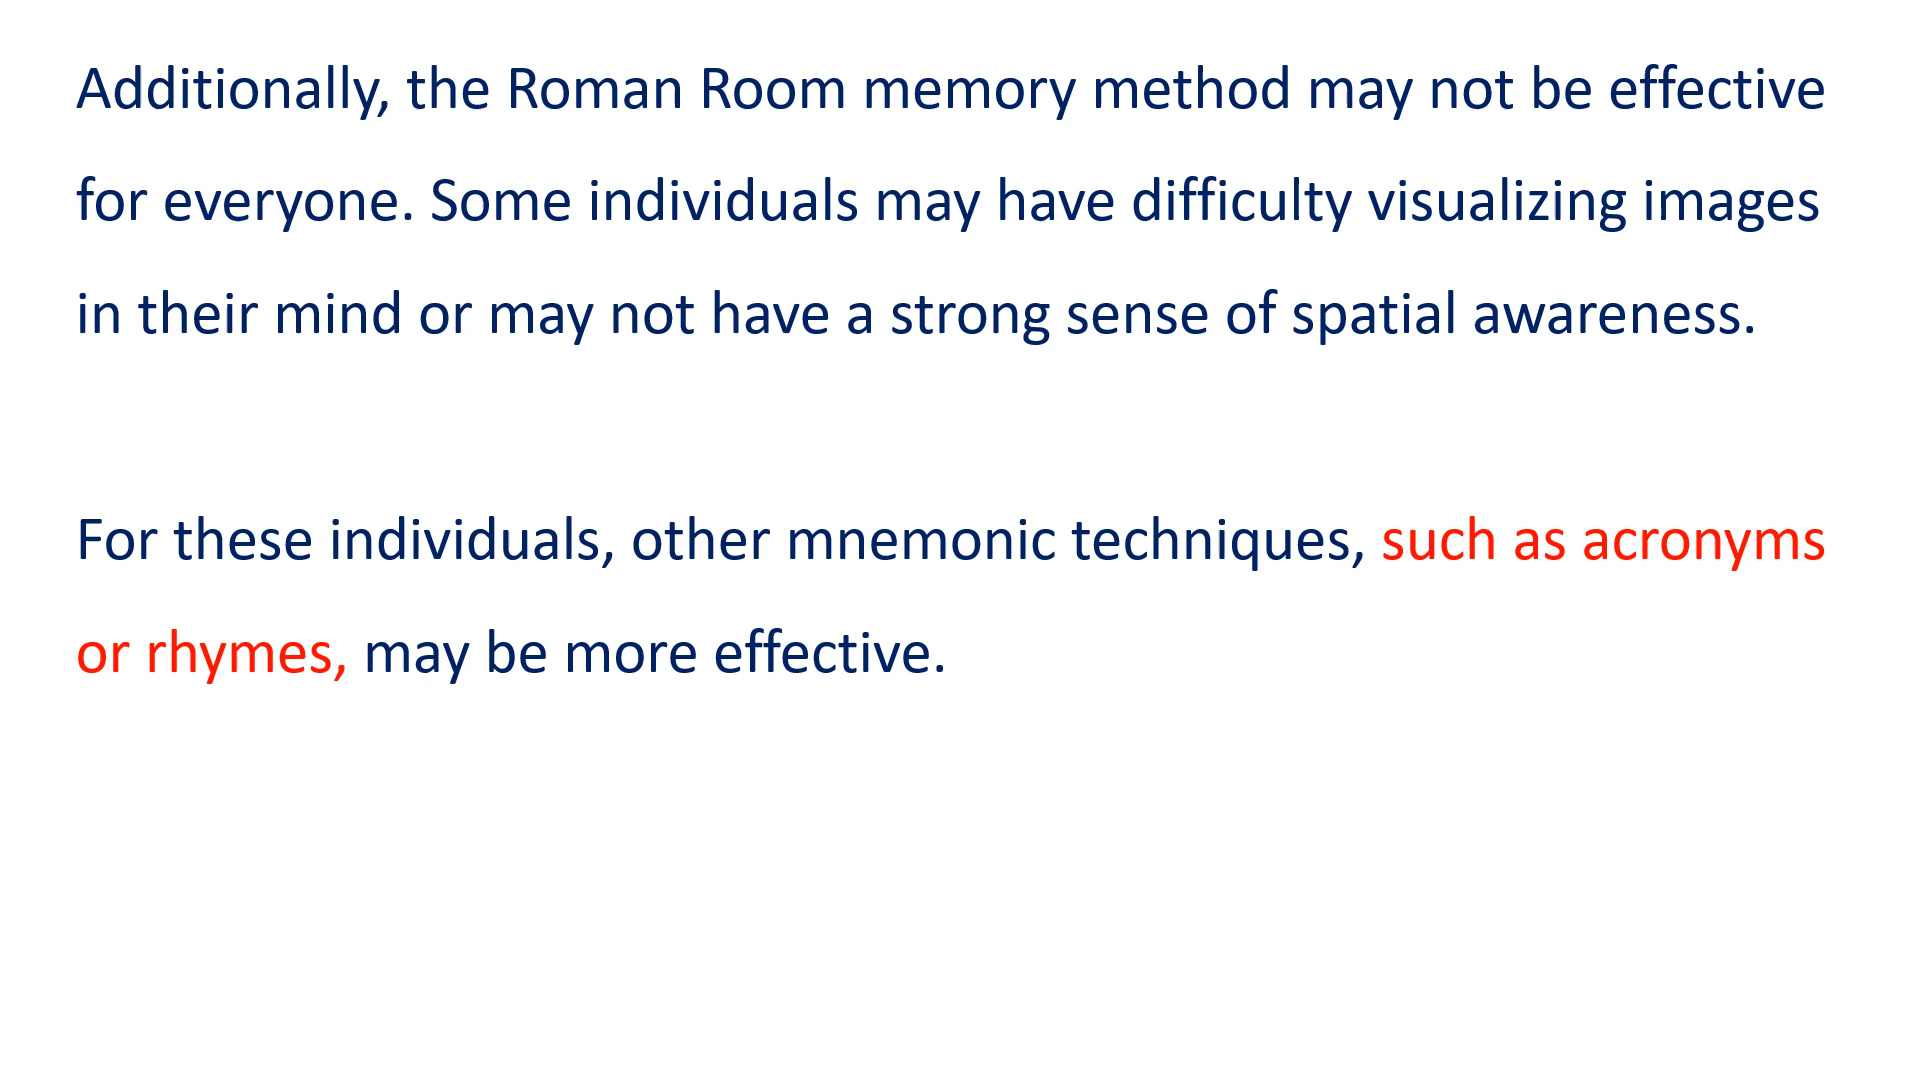 Additionally, the Roman Room memory method may not be effective
for everyone. Some individuals may have difficulty visualizing images
in their mind or may not have a strong sense of spatial awareness.
For these individuals, other mnemonic techniques, such as acronyms
or rhymes, may be more effective.